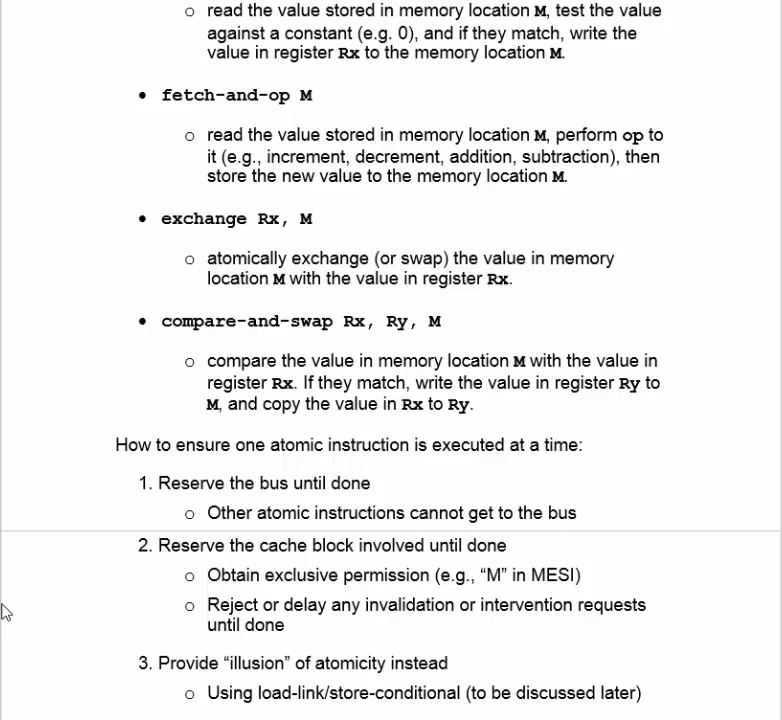 ○ read the value stored in memory location M, test the value
against a constant (e.g. 0), and if they match, write the
value in register Rx to the memory location M.
• fetch-and-op M
○ read the value stored in memory location M, perform op to
it (e.g., increment, decrement, addition, subtraction), then
store the new value to the memory location M.
• exchange Rx, M
○ atomically exchange (or swap) the value in memory
location M with the value in register Rx.
• compare-and-swap Rx, Ry, M
○ compare the value in memory location M with the value in
register Rx. If they match, write the value in register Ry to
M, and copy the value in Rx to Ry.
How to ensure one atomic instruction is executed at a time:
1. Reserve the bus until done
○ Other atomic instructions cannot get to the bus
2. Reserve the cache block involved until done
○ Obtain exclusive permission (e.g., “M” in MESI)
○ Reject or delay any invalidation or intervention requests
until done
3. Provide “illusion” of atomicity instead
○ Using load-link/store-conditional (to be discussed later)